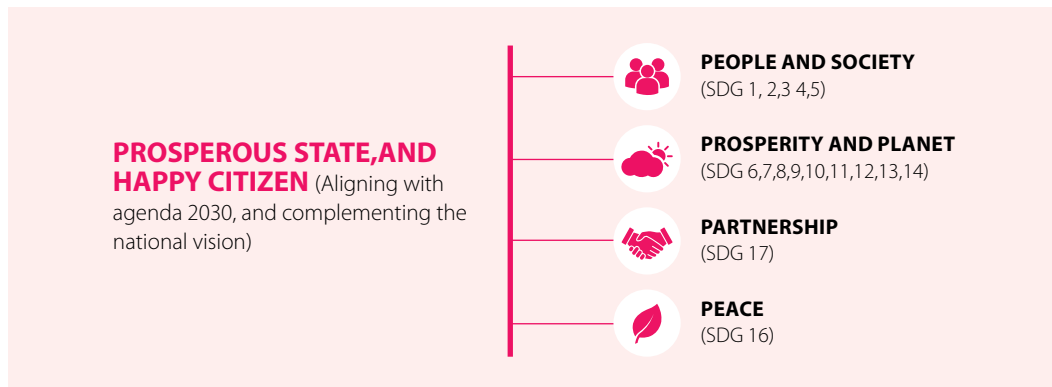 PROSPEROUS STATE,AND
HAPPY CITIZEN (Aligning with
agenda 2030, and complementing the
national vision)
PEOPLE AND SOCIETY
(SDG 1, 2,3 4,5)
PROSPERITY AND PLANET
(SDG 6,7,8,9,10,11,12,13,14)
PARTNERSHIP
(SDG 17)
PEACE
(SDG 16)